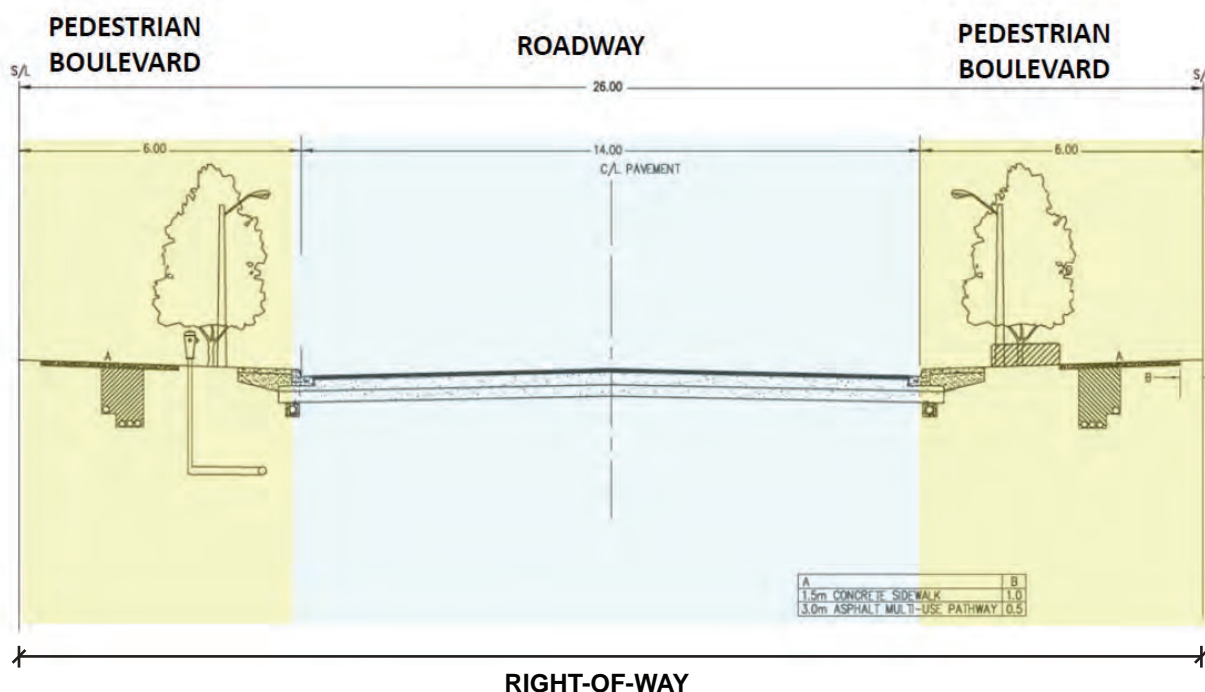 PEDESTRIAN
BOULEVARD
ROADWAY
PEDESTRIAN
BOULEVARD
S/L
S/
26.00
6.00
14.00
6.00
C/L PAVEMENT
A
A
B
A B
1.5m CONCRETE SIDEWALK 1.0
3.0m ASPHALT MULTI-USE PATHWAY 0.5
RIGHT-OF-WAY